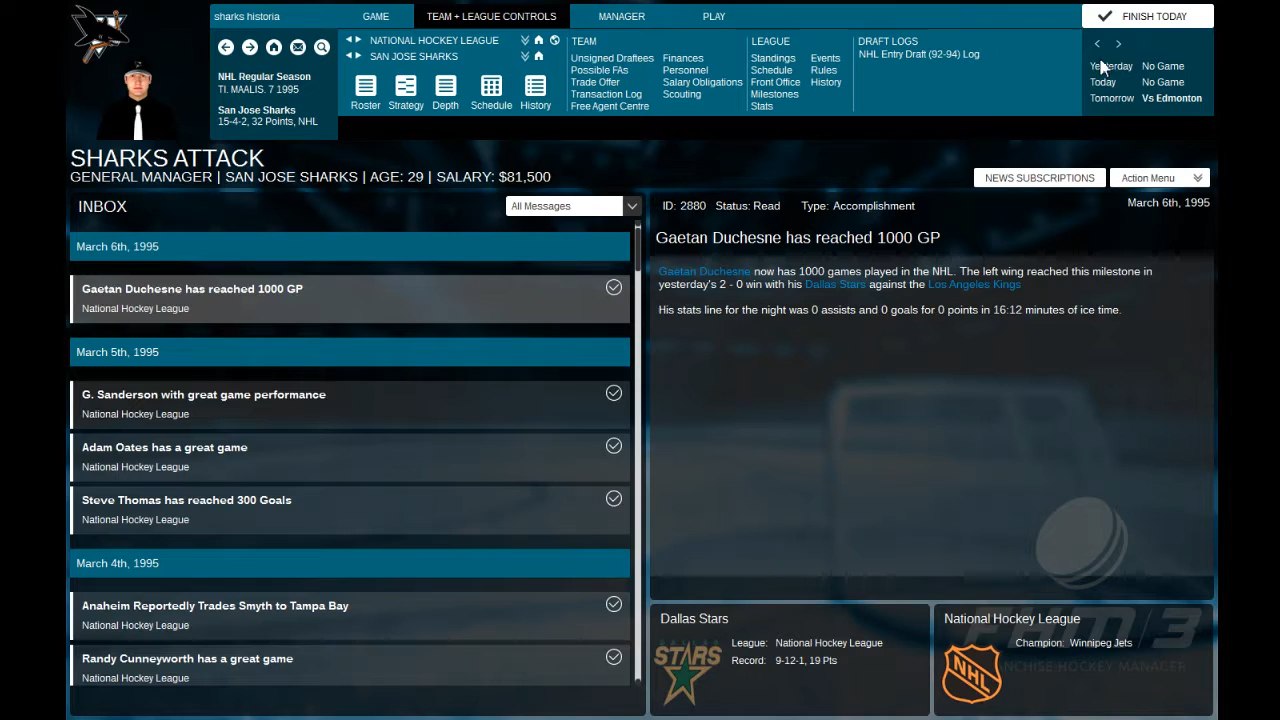 sharks historia
GAME
TEAM + LEAGUE CONTROLS
MANAGER
PLAY
FINISH TODAY
NHL Regular Season
TI. MAALIS. 7 1995
San Jose Sharks
15-4-2, 32 Points, NHL
NATIONAL HOCKEY LEAGUE
SAN JOSE SHARKS
Roster
Strategy
Depth
Schedule
History
TEAM
Unsigned Draftees
Finances
Possible FAs
Personnel
Trade Offer
Salary Obligations
Transaction Log
Scouting
Free Agent Centre
LEAGUE
Standings
Events
Schedule
Rules
Front Office
History
Milestones
Stats
DRAFT LOGS
NHL Entry Draft (92-94) Log
Yesterday No Game
Today No Game
Tomorrow Vs Edmonton
SHARKS ATTACK
GENERAL MANAGER | SAN JOSE SHARKS | AGE: 29 | SALARY: $81,500
NEWS SUBSCRIPTIONS
Action Menu
INBOX
All Messages
March 6th, 1995
Gaetan Duchesne has reached 1000 GP
National Hockey League
March 5th, 1995
G. Sanderson with great game performance
National Hockey League
Adam Oates has a great game
National Hockey League
Steve Thomas has reached 300 Goals
National Hockey League
March 4th, 1995
Anaheim Reportedly Trades Smyth to Tampa Bay
National Hockey League
Randy Cunneyworth has a great game
National Hockey League
ID: 2880 Status: Read Type: Accomplishment
March 6th, 1995
Gaetan Duchesne has reached 1000 GP
Gaetan Duchesne now has 1000 games played in the NHL. The left wing reached this milestone in
yesterday's 2 - 0 win with his Dallas Stars against the Los Angeles Kings
His stats line for the night was 0 assists and 0 goals for 0 points in 16:12 minutes of ice time.
Dallas Stars
STARS
League: National Hockey League
Record: 9-12-1, 19 Pts
National Hockey League
NHL
Champion: Winnipeg Jets
FHM/3